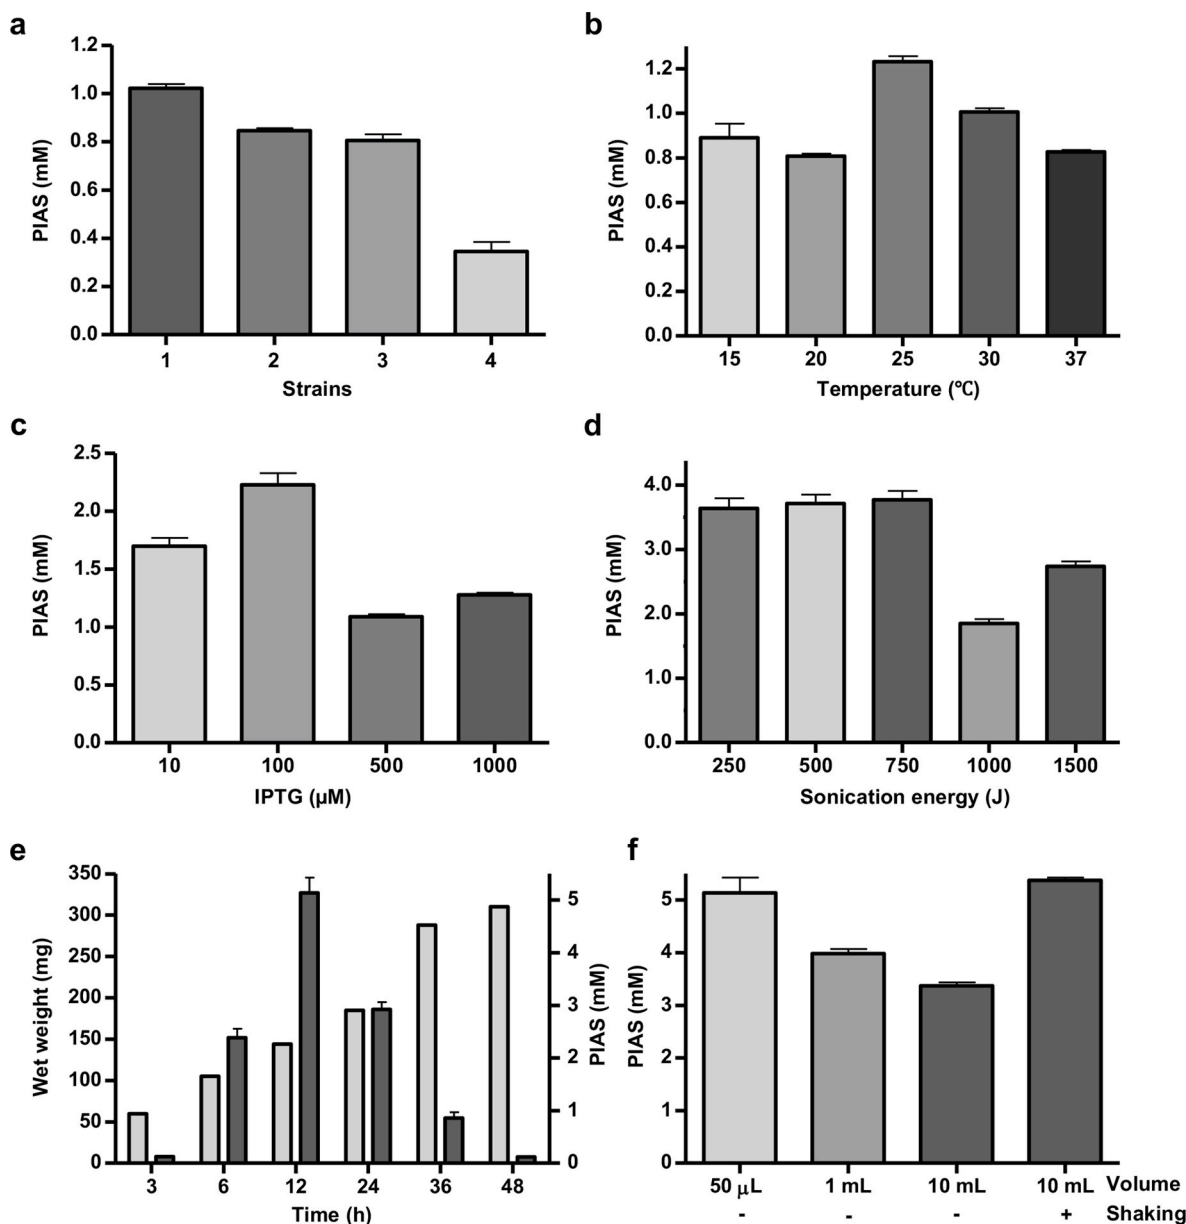 a
1.2
1.0
0.8
0.6
0.4
0.2
0.0
PIAS (mM)
1 2 3 4
Strains
b
1.2
1.0
0.8
0.6
0.4
0.2
0.0
PIAS (mM)
15 20 25 30 37
Temperature (℃)
c
2.5
2.0
1.5
1.0
0.5
0.0
PIAS (mM)
10 100 500 1000
IPTG (µM)
d
4.0
3.0
2.0
1.0
0.0
PIAS (mM)
250 500 750 1000 1500
Sonication energy (J)
e
350
300
250
200
150
100
50
0
Wet weight (mg)
5
4
3
2
1
0
PIAS (mM)
3 6 12 24 36 48
Time (h)
f
5
4
3
2
1
0
PIAS (mM)
50 µL 1 mL 10 mL 10 mL Volume
- - - + Shaking